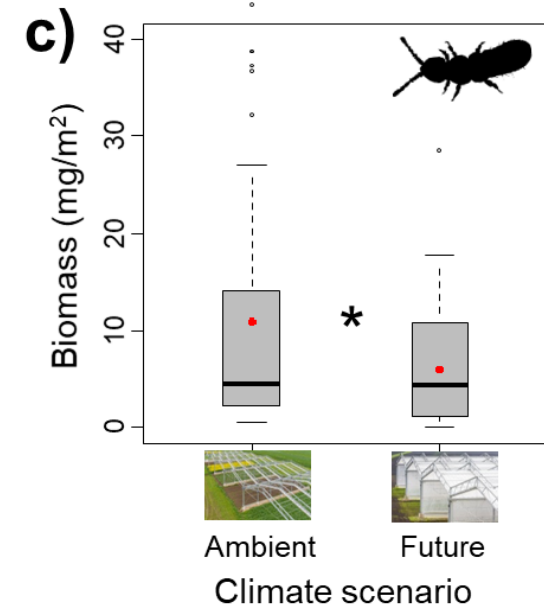 c)
Biomass (mg/m²)
40
30
20
10
0
*
Ambient
Future
Climate scenario